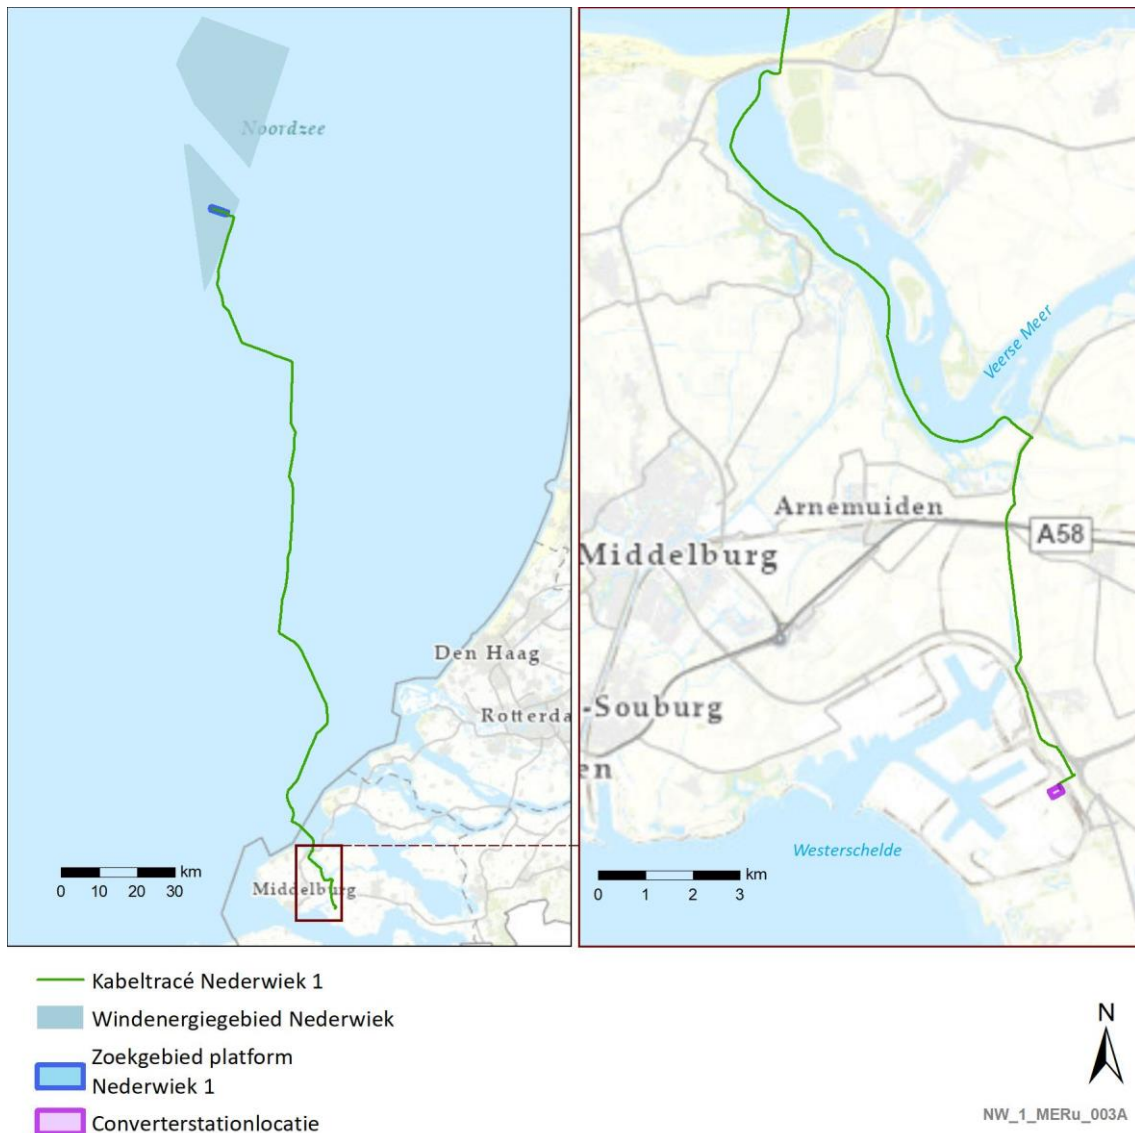 Noordzee
Den Haag
Rotterda
Middelburg
0 10 20 30 km
Veerse Meer
Arnemuiden
A58
Middelburg
-Souburg
en
Westerschelde
0 1 2 3 km
Kabeltracé Nederwiek 1
Windenergiegebied Nederwiek
Zoekgebied platform
Nederwiek 1
Converterstationlocatie
N
NW_1_MERu_003A